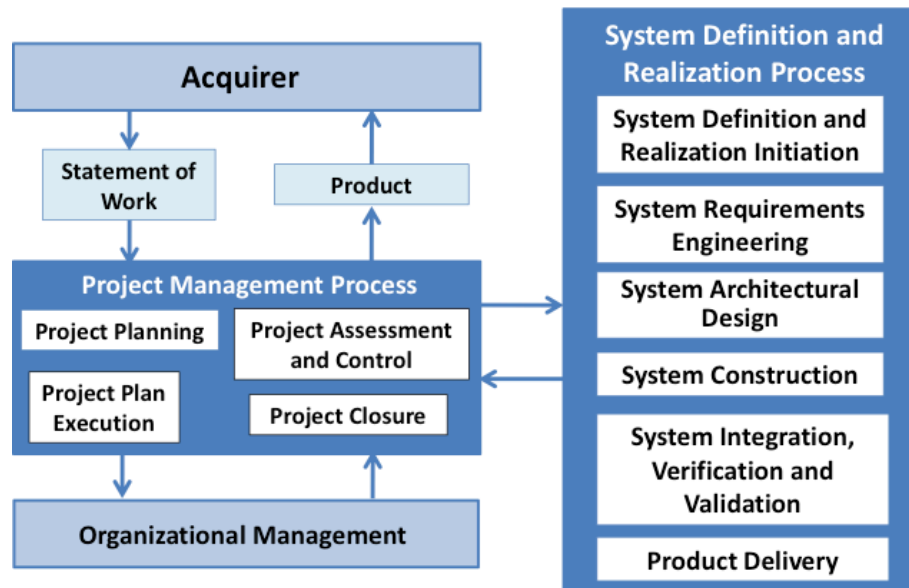 Acquirer
Statement of
Work
Product
Project Management Process
Project Planning
Project Assessment
and Control
Project Plan
Execution
Project Closure
Organizational Management
System Definition and
Realization Process
System Definition and
Realization Initiation
System Requirements
Engineering
System Architectural
Design
System Construction
System Integration,
Verification and
Validation
Product Delivery